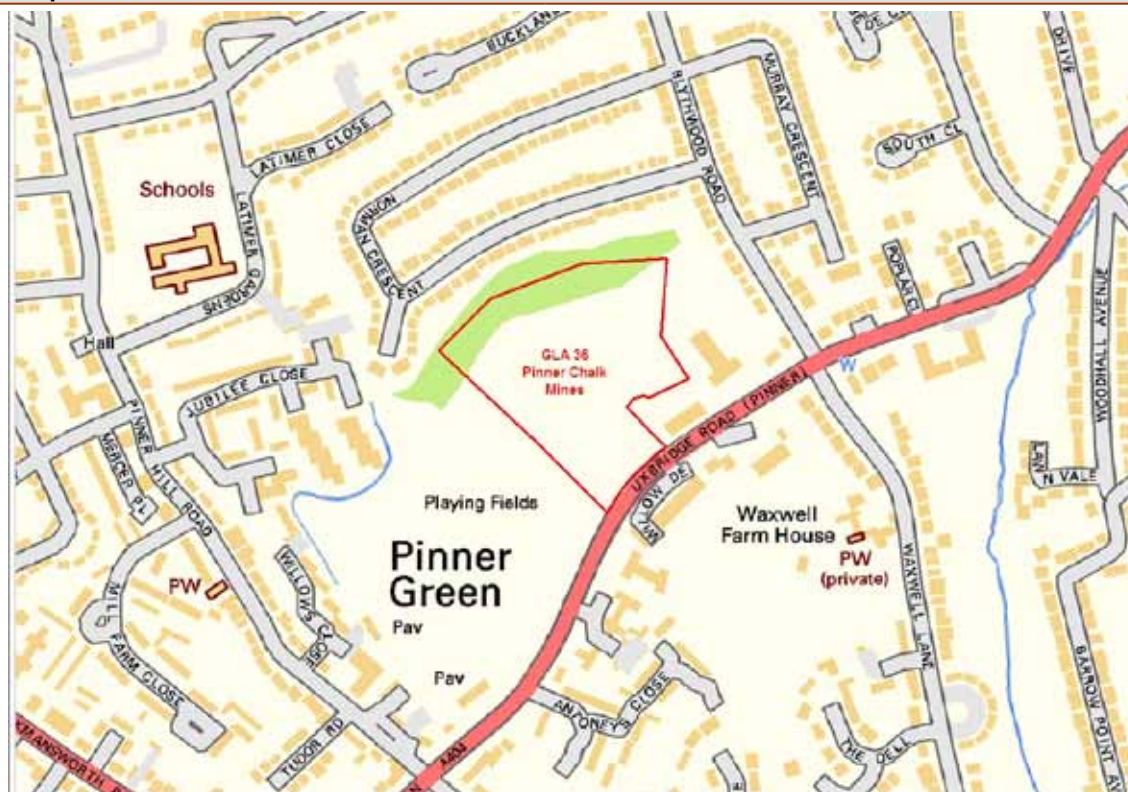 BUCKLAND
DRIVE
LATIMER CLOSE
MURRAY CRESCENT
BLYTHWOOD ROAD
SOUTH CL
Schools
LATIMER GARDENS
NORMAN CRESCENT
POPLAR CL
Hall
GLA 36
Pinner Chalk
Mines
WOODHALL AVENUE
W
JUBILEE CLOSE
UXBRIDGE ROAD (PINNER)
PINNER HILL ROAD
MERCER PL
LAWN VALE
Playing Fields
WILLOW DE
Waxwell
Farm House
PW
(private)
Pinner
Green
WAXWELL LANE
WILLOWS CLOSE
PW
MILL FARM CLOSE
Pav
Pav
ANTONEYS CLOSE
BARROW POINT AV
TUDOR RD
A404
THE DELL
KMANSWORTH